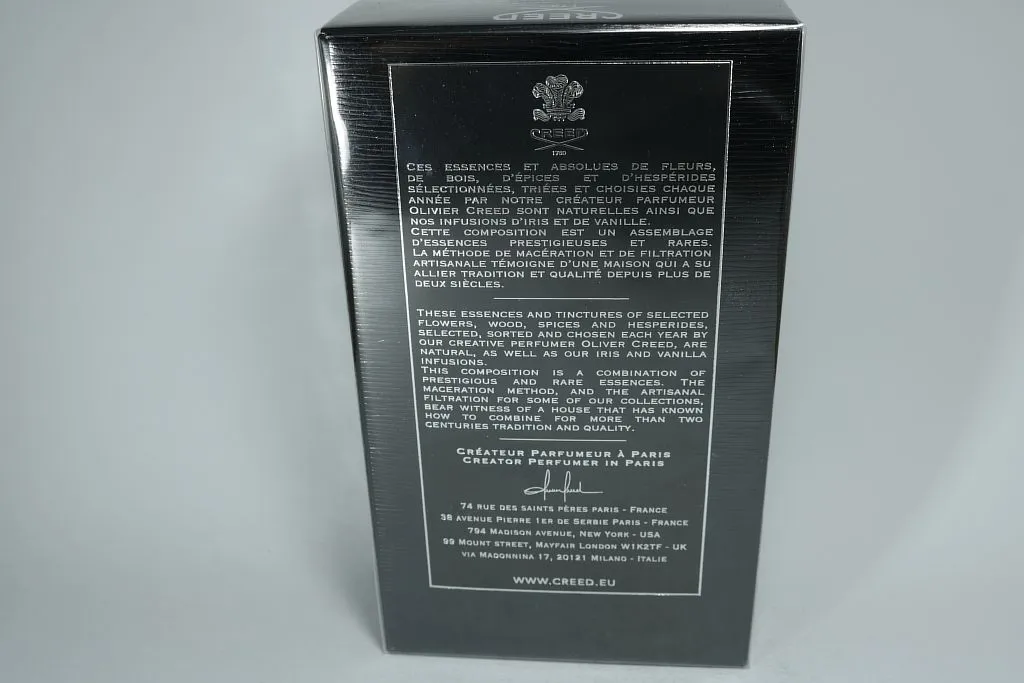 CREED
CREED
1760
CES ESSENCES ET ABSOLUES DE FLEURS,
DE BOIS, D'ÉPICES ET D'HESPÉRIDES
SÉLECTIONNÉES, TRIÉES ET CHOISIES CHAQUE
ANNÉE PAR NOTRE CRÉATEUR PARFUMEUR
OLIVIER CREED SONT NATURELLES AINSI QUE
NOS INFUSIONS D'IRIS ET DE VANILLE.
CETTE COMPOSITION EST UN ASSEMBLAGE
D'ESSENCES PRESTIGIEUSES ET RARES.
LA MÉTHODE DE MACÉRATION ET DE FILTRATION
ARTISANALE TÉMOIGNE D'UNE MAISON QUI A SU
ALLIER TRADITION ET QUALITÉ DEPUIS PLUS DE
DEUX SIÈCLES.
THESE ESSENCES AND TINCTURES OF SELECTED
FLOWERS, WOOD, SPICES AND HESPERIDES,
SELECTED, SORTED AND CHOSEN EACH YEAR BY
OUR CREATIVE PERFUMER OLIVER CREED, ARE
NATURAL, AS WELL AS OUR IRIS AND VANILLA
INFUSIONS.
THIS COMPOSITION IS A COMBINATION OF
PRESTIGIOUS AND RARE ESSENCES. THE
MACERATION METHOD, AND THE ARTISANAL
FILTRATION FOR SOME OF OUR COLLECTIONS,
BEAR WITNESS OF A HOUSE THAT HAS KNOWN
HOW TO COMBINE FOR MORE THAN TWO
CENTURIES TRADITION AND QUALITY.
CRÉATEUR PARFUMEUR À PARIS
CREATOR PERFUMER IN PARIS
74 RUE DES SAINTS PÈRES PARIS - FRANCE
38 AVENUE PIERRE 1ER DE SERBIE PARIS - FRANCE
794 MADISON AVENUE, NEW YORK - USA
99 MOUNT STREET, MAYFAIR LONDON W1K2TF - UK
VIA MADONNINA 17, 20121 MILANO - ITALIE
WWW.CREED.EU